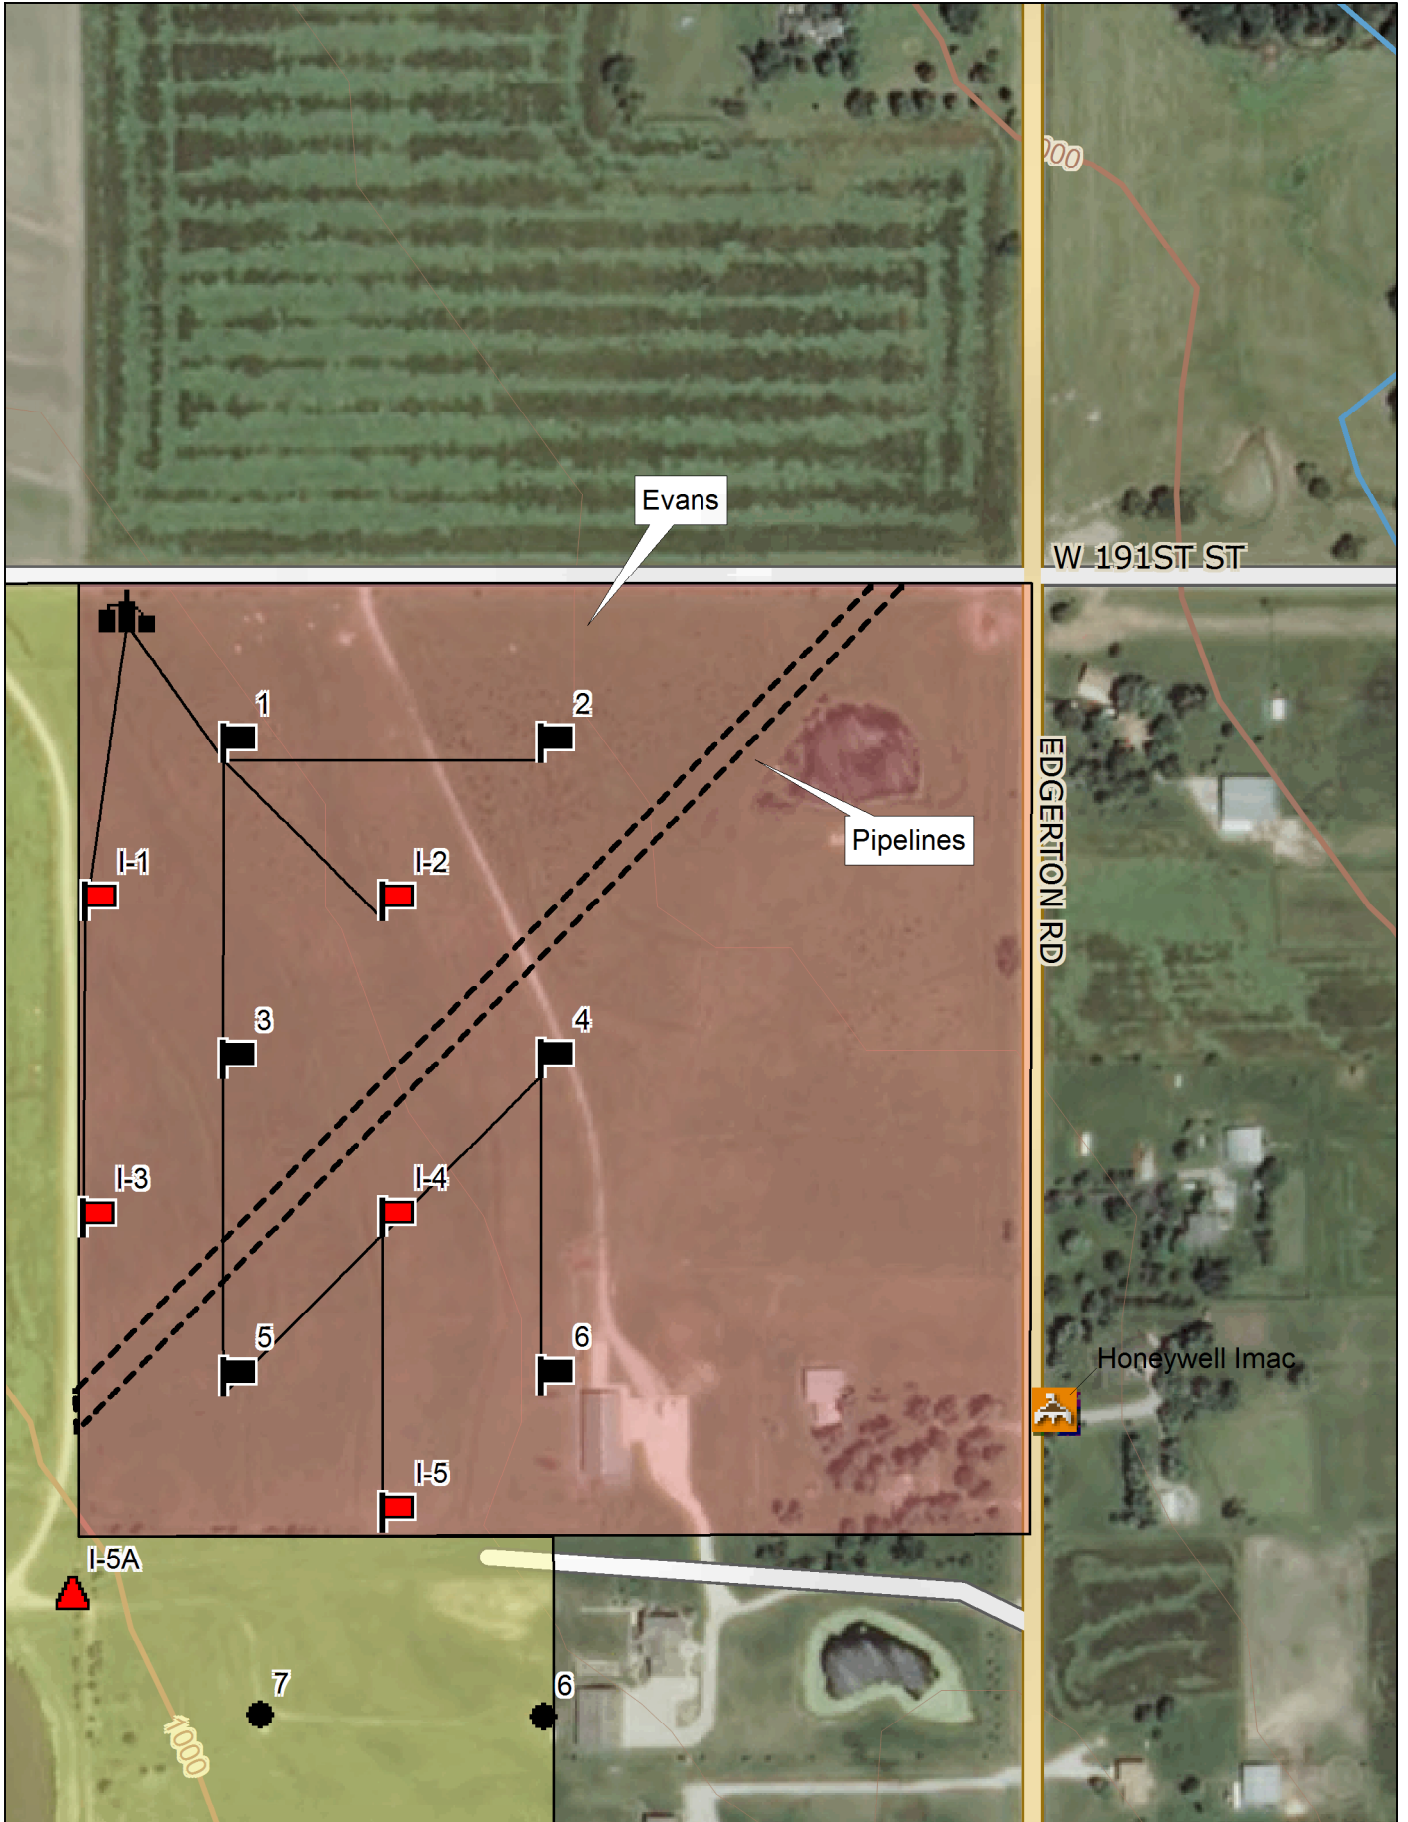 000
Evans
W 191ST ST
1
2
EDGERTON RD
Pipelines
I-1
I-2
3
4
I-3
I-4
5
6
Honeywell Imac
I-5
I-5A
7
6
1000